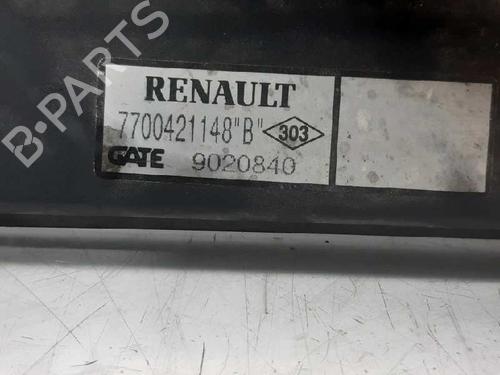 B-PARTS
RENAULT
7700421148"B" 303
GATE 9020840